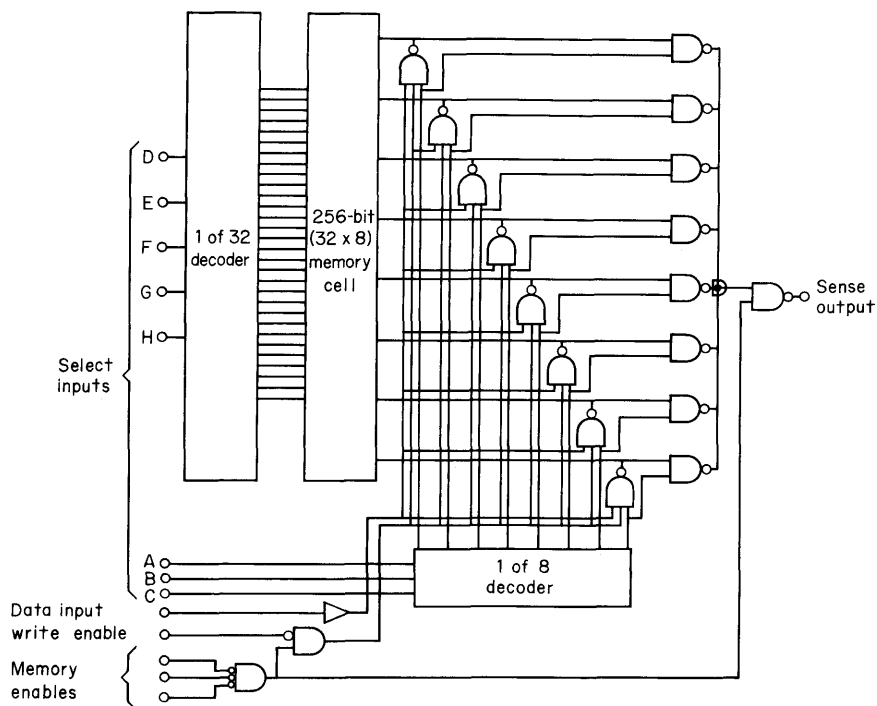 D
E
F
G
H
1 of 32
decoder
256-bit
(32 x 8)
memory
cell
Sense
output
Select
inputs
A
B
C
1 of 8
decoder
Data input
write enable
Memory
enables